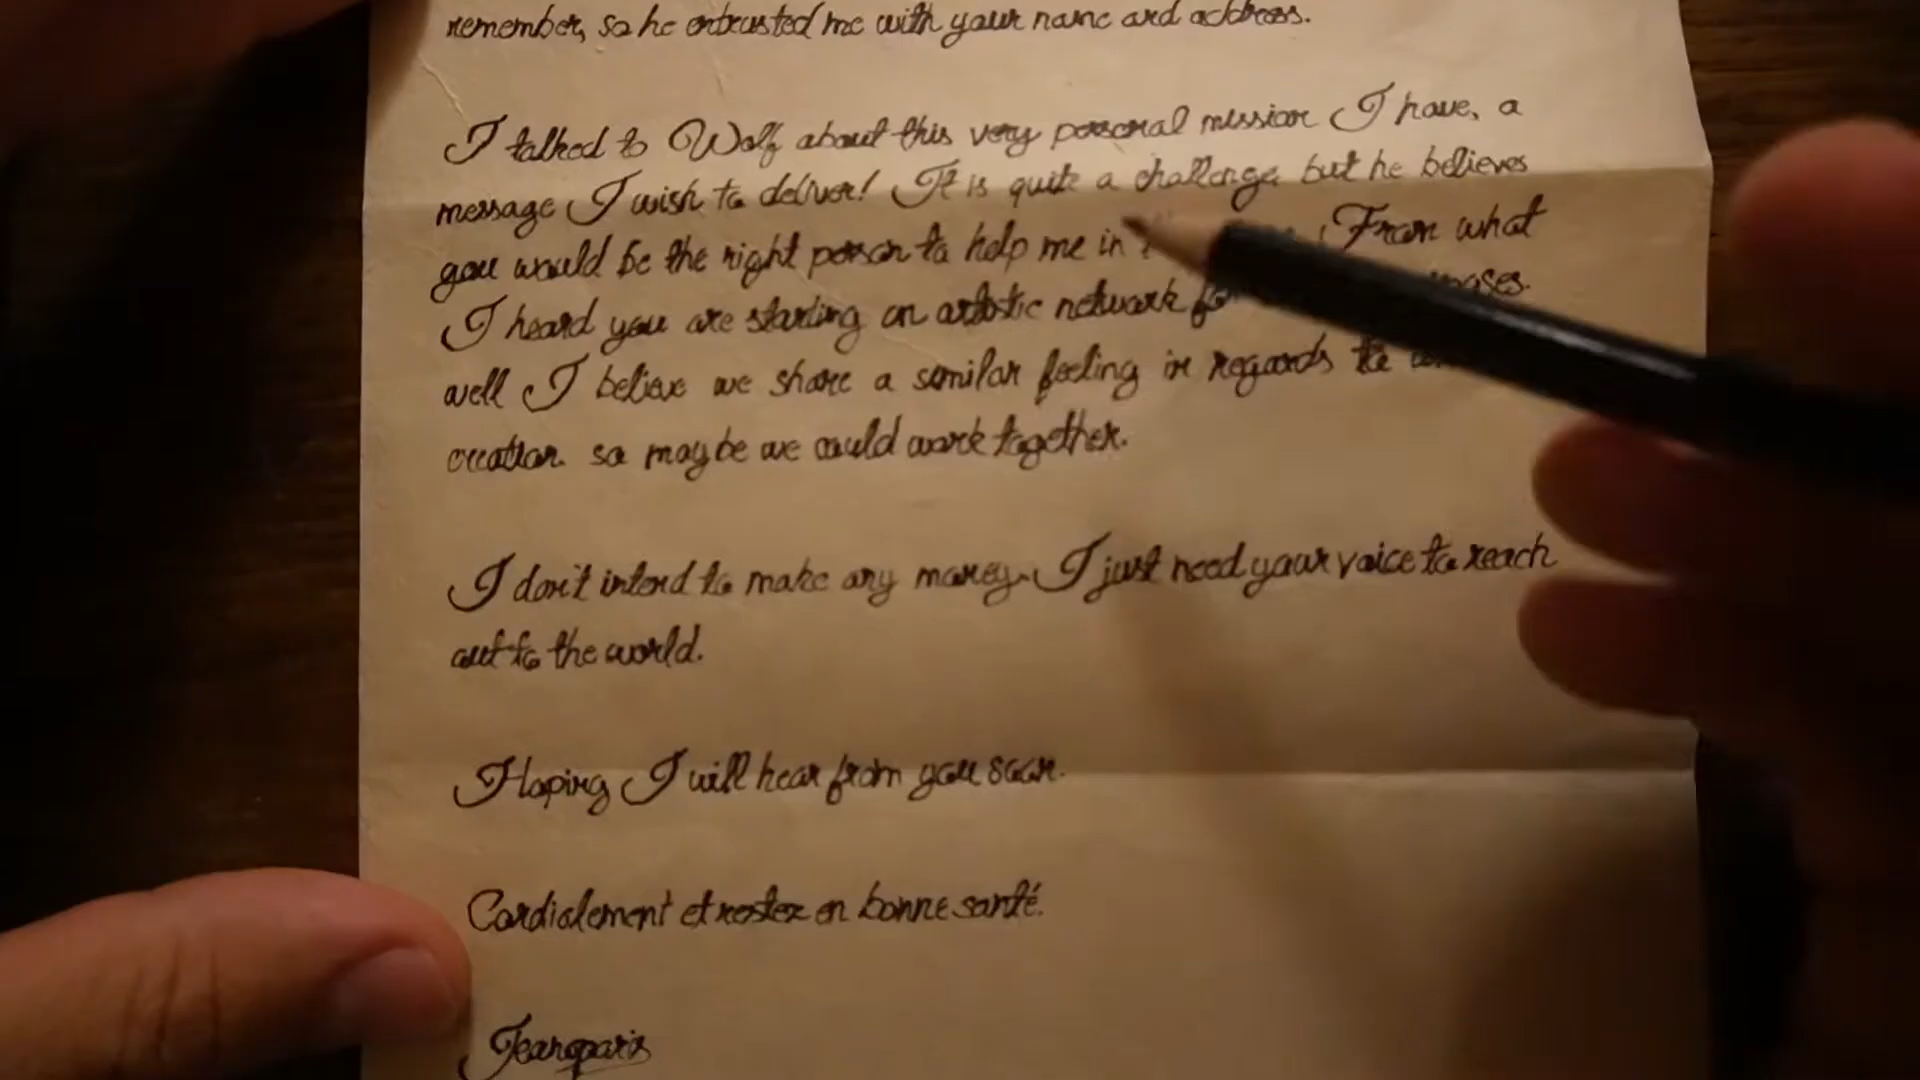 remember, so he entrusted me with your name and address.
I talked to Wolf about this very personal mission I have, a
message I wish to deliver! It is quite a challenge but he believes
you would be the right person to help me in From what
I heard you are starting an artistic network
well I believe we share a similar feeling in regards to
creation. so maybe we could work together.
I don't intend to make any money. I just need your voice to reach
out to the world.
Hoping I will hear from you soon.
Cordialement et restez en bonne santé.
Jeanqparis